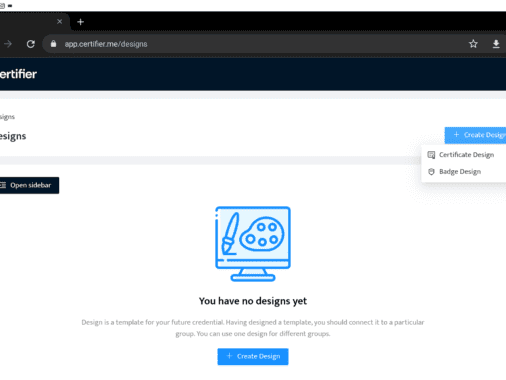 app.certifier.me/designs
ertifier
signs
esigns
+ Create Design
Certificate Design
Badge Design
Open sidebar
You have no designs yet
Design is a template for your future credential. Having designed a template, you should connect it to a particular
group. You can use one design for different groups.
+ Create Design